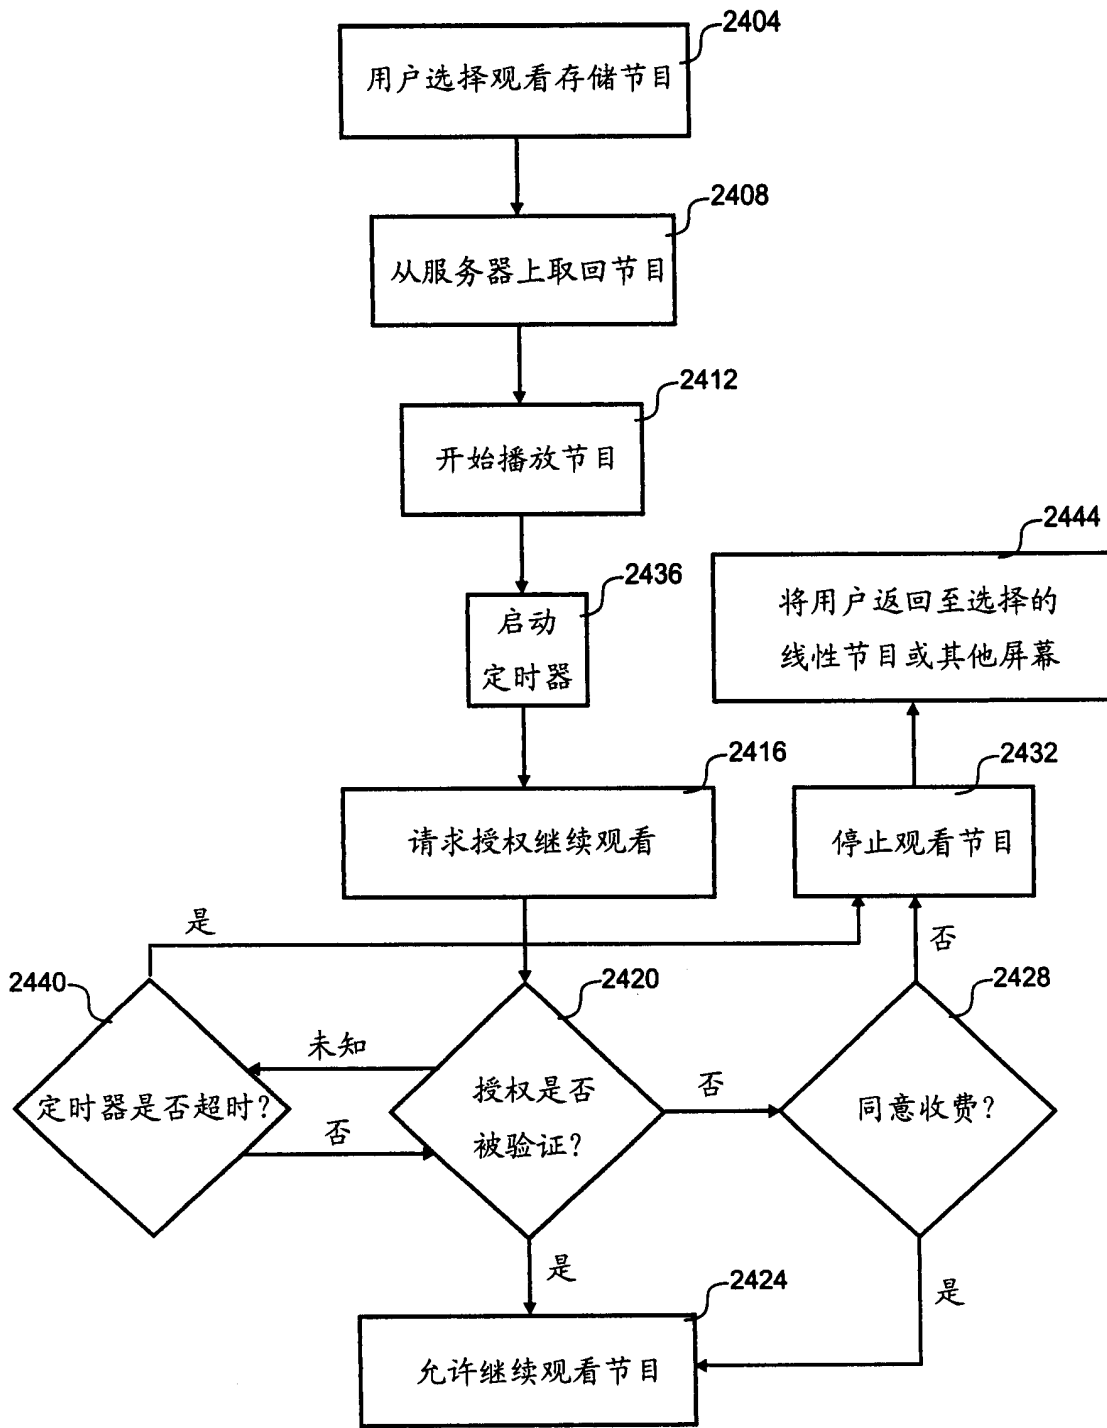 2404
用户选择观看存储节目
2408
从服务器上取回节目
2412
开始播放节目
2436
启动
定时器
2444
将用户返回至选择的
线性节目或其他屏幕
2416
请求授权继续观看
2432
停止观看节目
是
否
2440
2420
2428
未知
定时器是否超时?
否
授权是否
被验证?
否
同意收费?
是
是
2424
允许继续观看节目